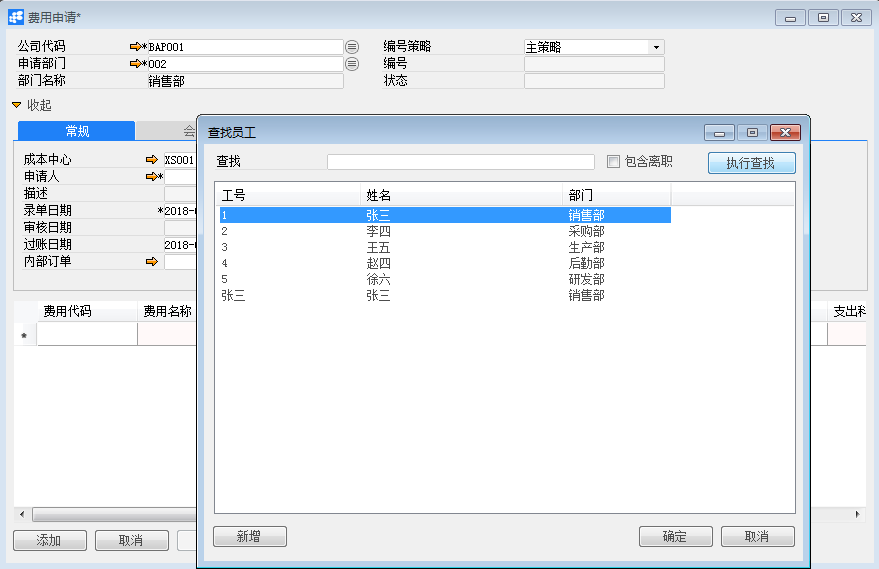 费用申请*
公司代码 *BAP001 编号策略 主策略
申请部门 *002 编号
部门名称 销售部 状态
收起
常规 会
成本中心 XS001
申请人 *
描述
录单日期 *2018-
审核日期
过账日期 2018-
内部订单
费用代码 费用名称 支出科
*
添加 取消
查找员工
查找 包含离职 执行查找
工号 姓名 部门
1 张三 销售部
2 李四 采购部
3 王五 生产部
4 赵四 后勤部
5 徐六 研发部
张三 张三 销售部
新增 确定 取消